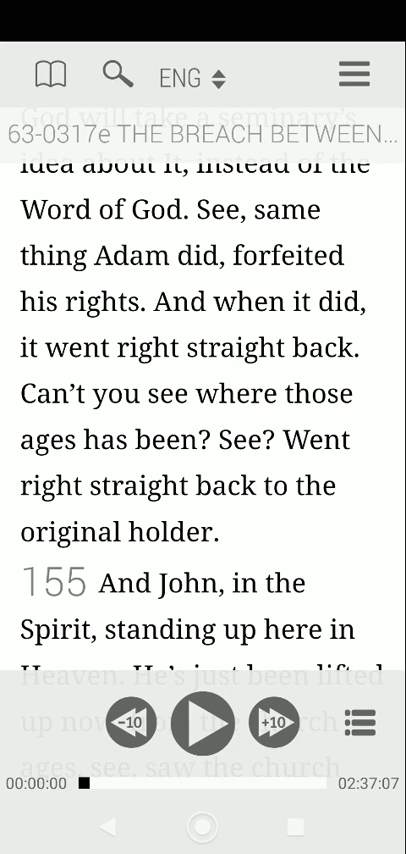 ENG
God will take a seminary's
63-0317e THE BREACH BETWEEN...
idea about It, instead of the
Word of God. See, same
thing Adam did, forfeited
his rights. And when it did,
it went right straight back.
Can't you see where those
ages has been? See? Went
right straight back to the
original holder.
155 And John, in the
Spirit, standing up here in
Heaven. He's just been lifted
-10 +10
up now
ages, see, saw the church
00:00:00 02:37:07